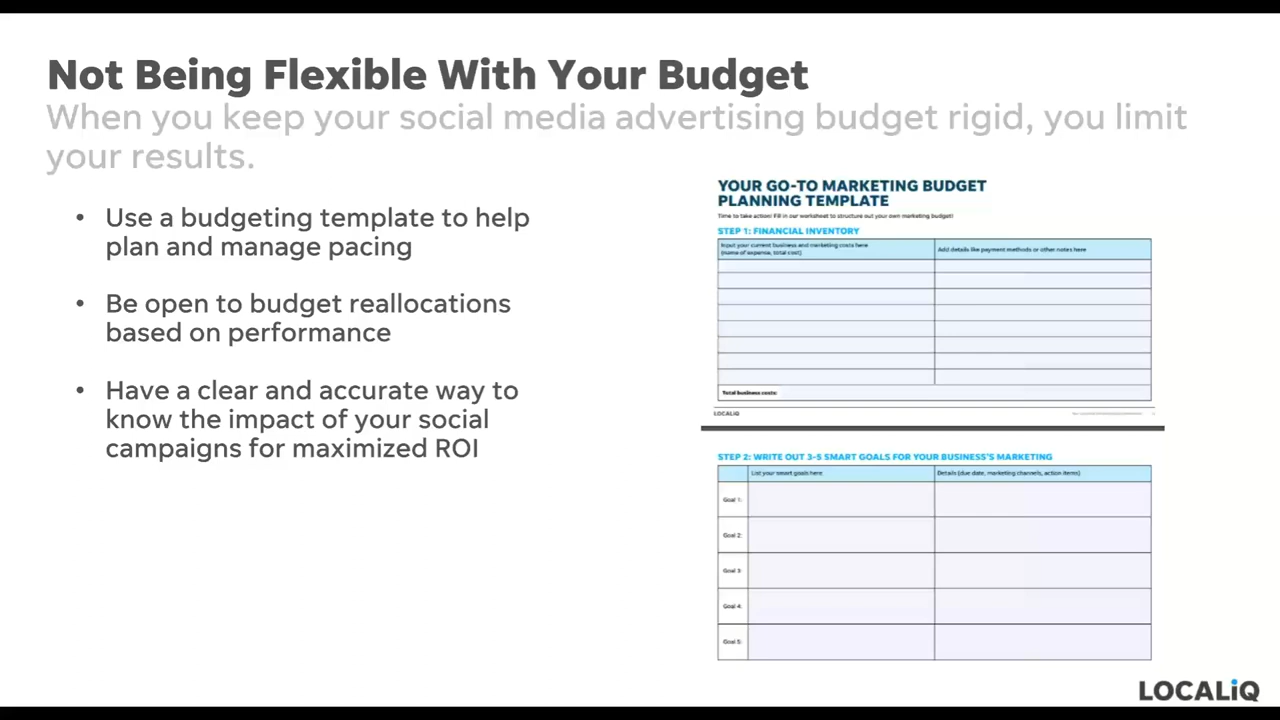 Not Being Flexible With Your Budget
When you keep your social media advertising budget rigid, you limit
your results.
• Use a budgeting template to help
plan and manage pacing
• Be open to budget reallocations
based on performance
• Have a clear and accurate way to
know the impact of your social
campaigns for maximized ROI
YOUR GO-TO MARKETING BUDGET
PLANNING TEMPLATE
Time to take action! Fill in our worksheet to structure out your own marketing budget!
STEP 1: FINANCIAL INVENTORY
Input your current business and marketing costs here
(name of expense, total cost)
Add details like payment methods or other notes here
Total business costs:
LOCALiQ
STEP 2: WRITE OUT 3-5 SMART GOALS FOR YOUR BUSINESS'S MARKETING
List your smart goals here
Details (due date, marketing channels, action items)
Goal 1:
Goal 2:
Goal 3:
Goal 4:
Goal 5:
LOCALiQ